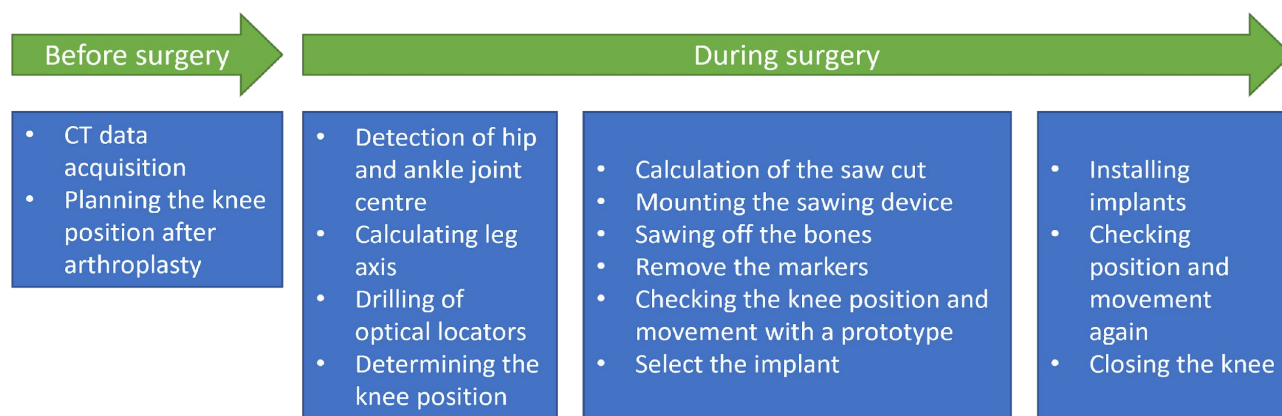 Before surgery
During surgery
• CT data
acquisition
• Planning the knee
position after
arthroplasty
• Detection of hip
and ankle joint
centre
• Calculating leg
axis
• Drilling of
optical locators
• Determining the
knee position
• Calculation of the saw cut
• Mounting the sawing device
• Sawing off the bones
• Remove the markers
• Checking the knee position and
movement with a prototype
• Select the implant
• Installing
implants
• Checking
position and
movement
again
• Closing the knee